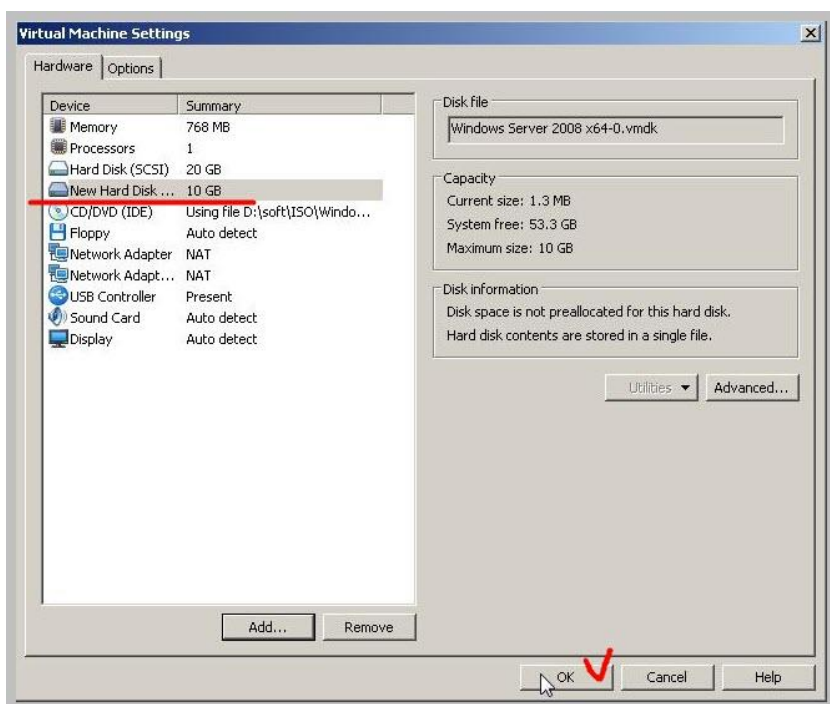 Virtual Machine Settings
Hardware Options
Device Summary
Memory 768 MB
Processors 1
Hard Disk (SCSI) 20 GB
New Hard Disk ... 10 GB
CD/DVD (IDE) Using file D:\soft\ISO\Windo...
Floppy Auto detect
Network Adapter NAT
Network Adapt... NAT
USB Controller Present
Sound Card Auto detect
Display Auto detect
Add... Remove
Disk file
Windows Server 2008 x64-0.vmdk
Capacity
Current size: 1.3 MB
System free: 53.3 GB
Maximum size: 10 GB
Disk information
Disk space is not preallocated for this hard disk.
Hard disk contents are stored in a single file.
Utilities Advanced...
OK Cancel Help